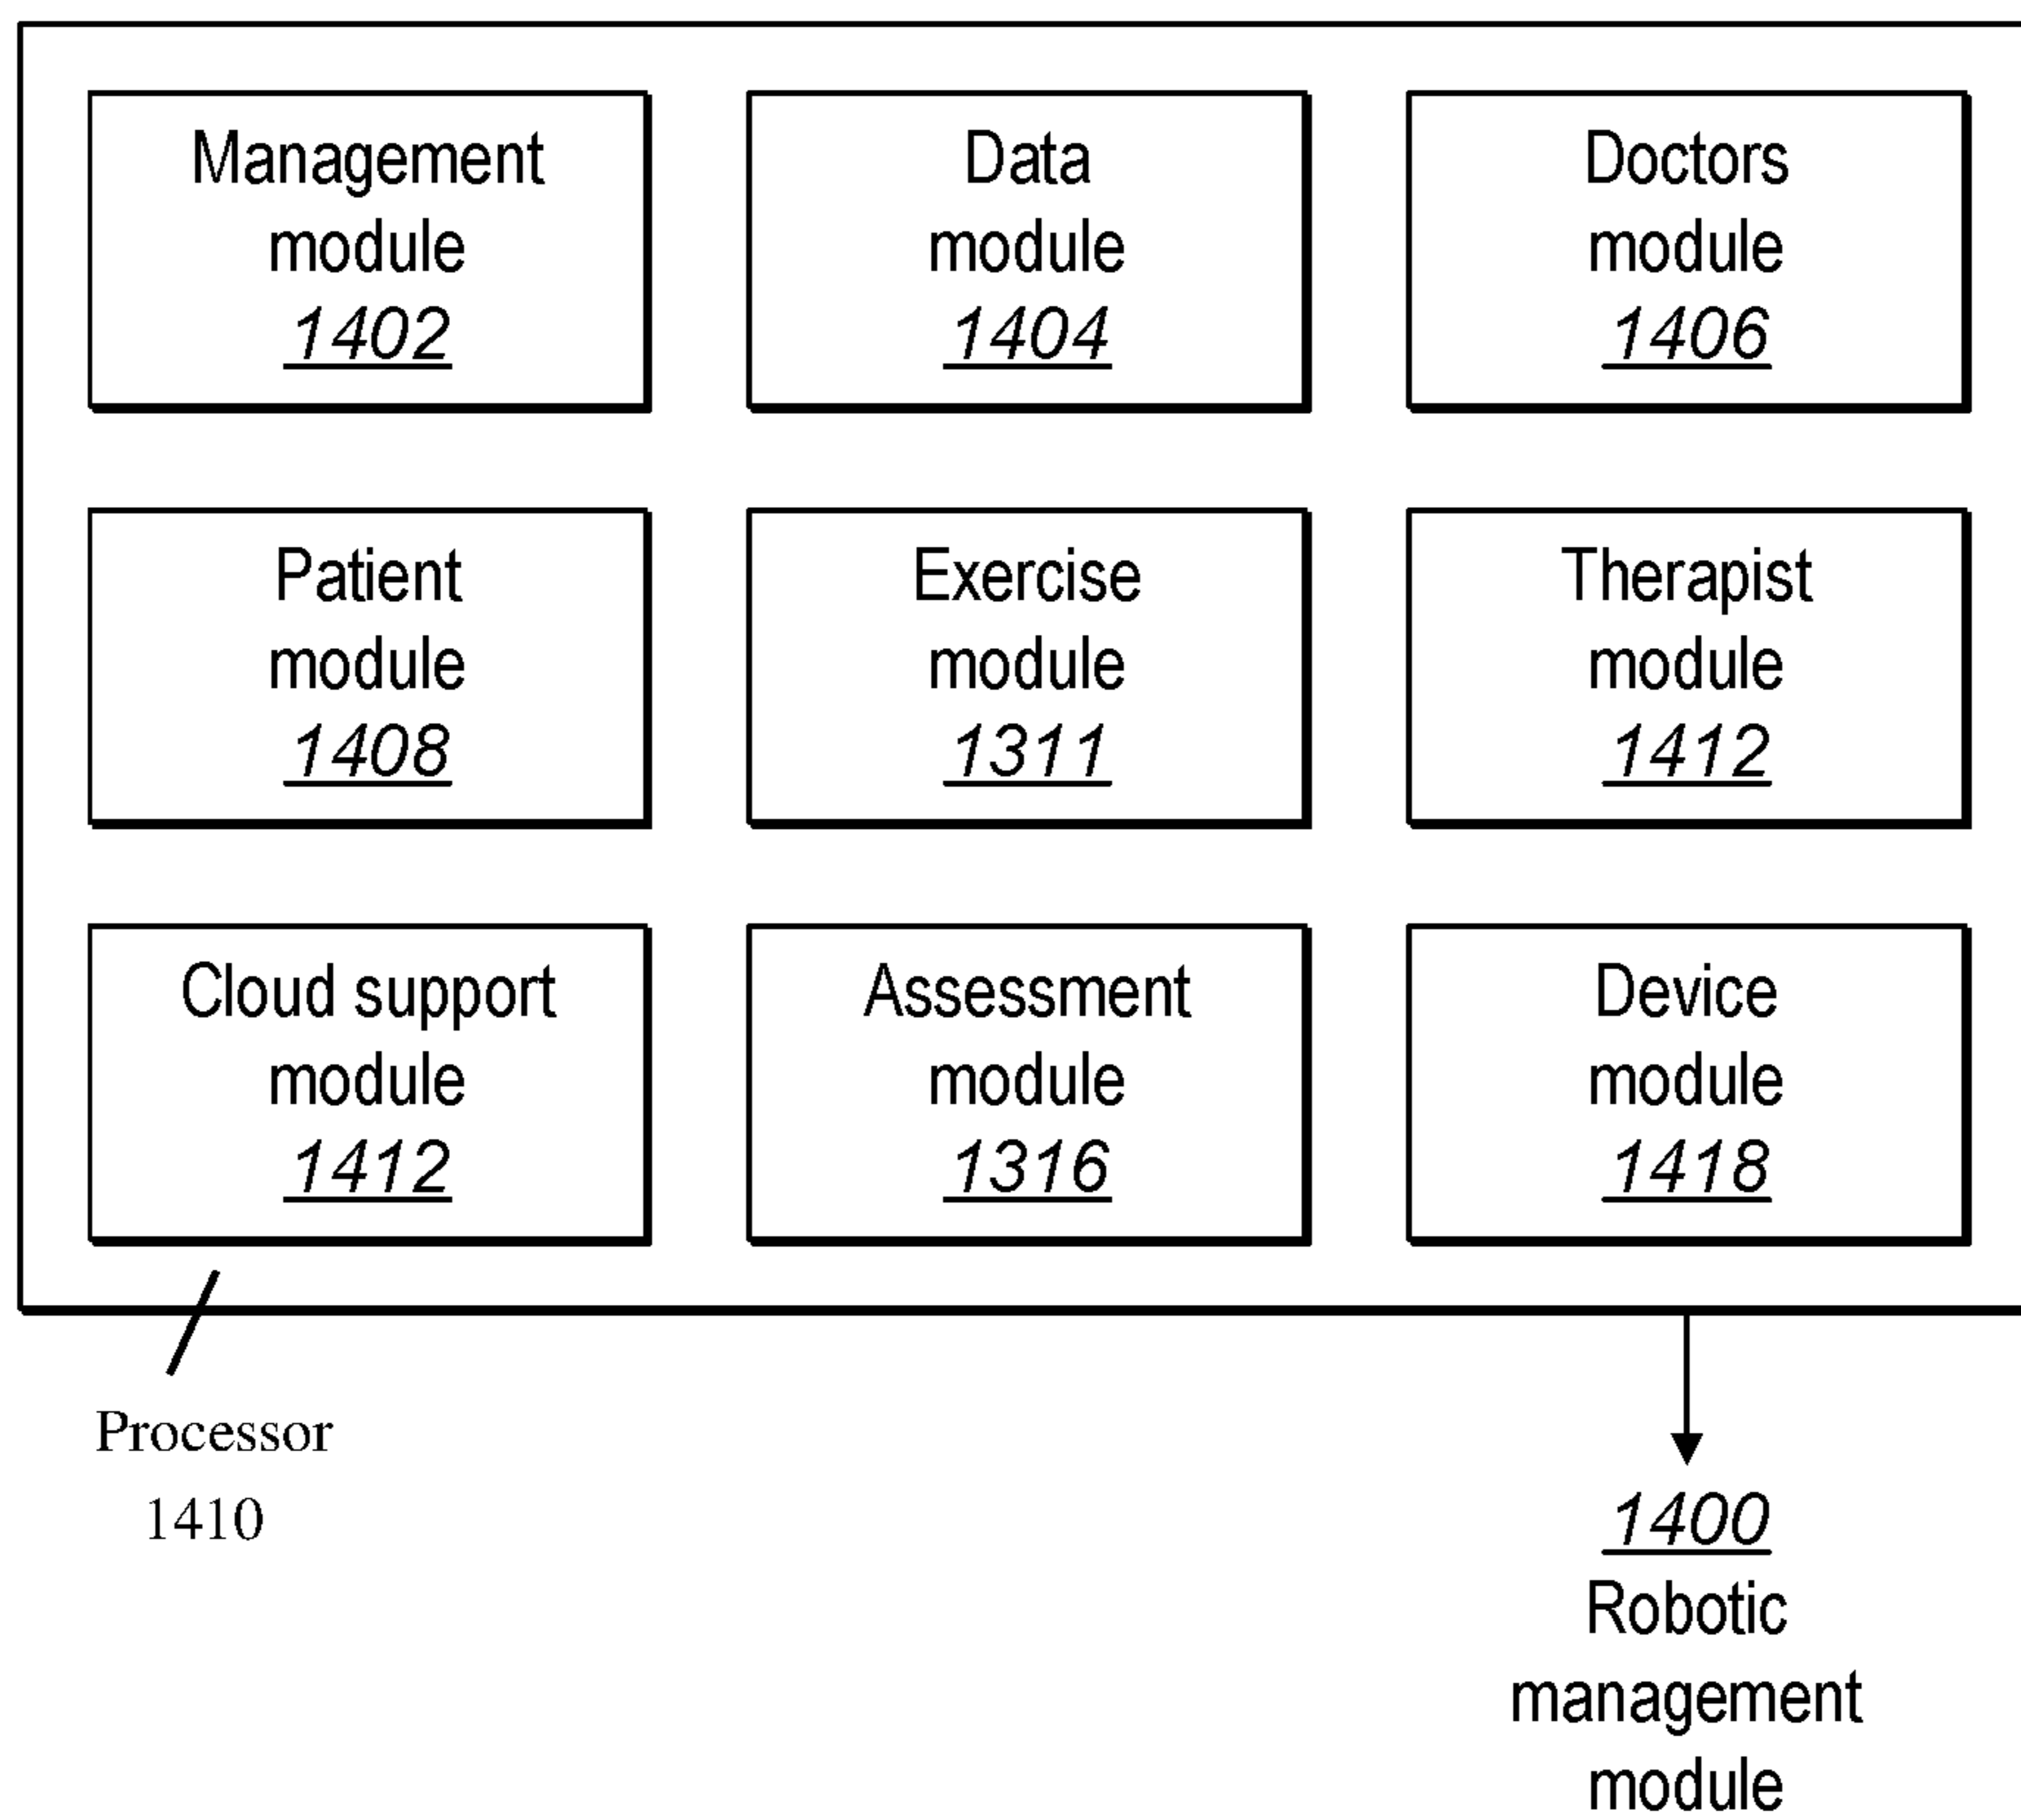 Management
module
1402
Data
module
1404
Doctors
module
1406
Patient
module
1408
Exercise
module
1311
Therapist
module
1412
Cloud support
module
1412
Assessment
module
1316
Device
module
1418
Processor
1410
1400
Robotic
management
module